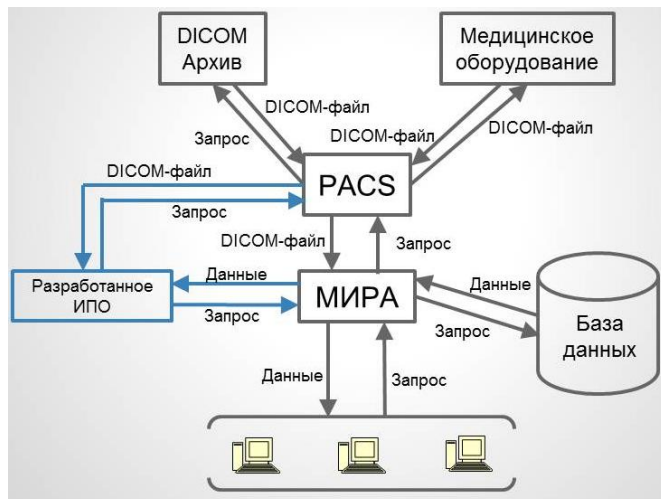 DICOM
Архив
Медицинское
оборудование
DICOM-файл
Запрос
DICOM-файл
DICOM-файл
DICOM-файл
PACS
Запрос
DICOM-файл
Запрос
Разработанное
ИПО
Данные
Запрос
МИРА
Данные
Запрос
База
данных
Данные
Запрос